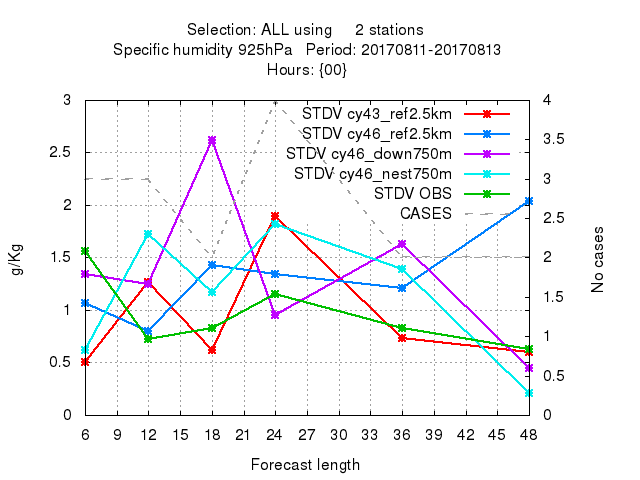 Selection: ALL using 2 stations
Specific humidity 925hPa Period: 20170811-20170813
Hours: {00}
STDV cy43_ref2.5km
STDV cy46_ref2.5km
STDV cy46_down750m
STDV cy46_nest750m
STDV OBS
CASES
g/Kg
3
2.5
2
1.5
1
0.5
0
4
3.5
3
2.5
2
1.5
1
0.5
0
No cases
6 9 12 15 18 21 24 27 30 33 36 39 42 45 48
Forecast length